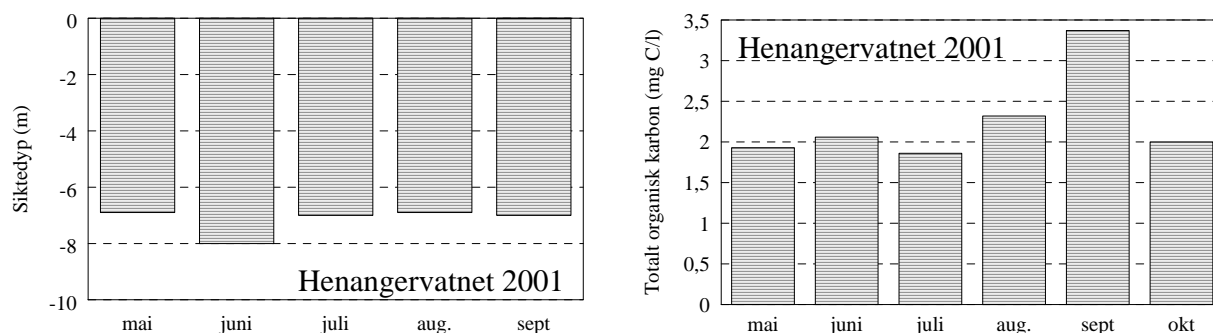 0
-2
-4
-6
-8
-10
Siktedyp (m)
mai juni juli aug. sept
Henangervatnet 2001
3,5
3
2,5
2
1,5
1
0,5
0
Totalt organisk karbon (mg C/l)
mai juni juli aug. sept okt
Henangervatnet 2001